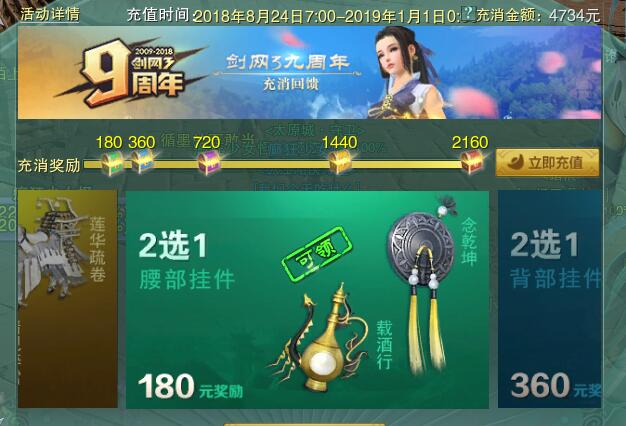 活动详情 充值时间:2018年8月24日7:00-2019年1月1日0: ? 充消金额: 4734元
2009-2018
剑网3
9周年
剑网3九周年
充消回馈
180 360 720 1440 2160
充消奖励
立即充值
莲华疏卷
2选1
腰部挂件
可领
载酒行
念乾坤
180元奖励
2选1
背部挂件
360元奖